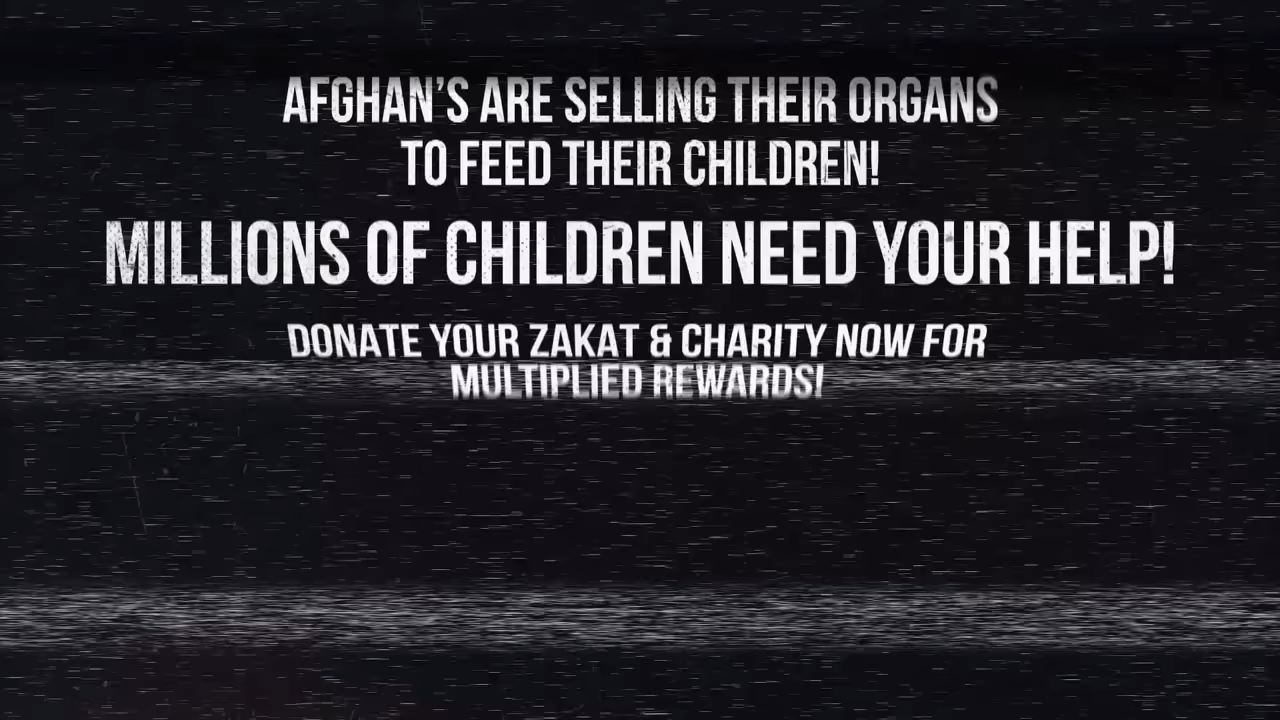 AFGHAN'S ARE SELLING THEIR ORGANS
TO FEED THEIR CHILDREN!
MILLIONS OF CHILDREN NEED YOUR HELP!
DONATE YOUR ZAKAT & CHARITY NOW FOR
MULTIPLIED REWARDS!